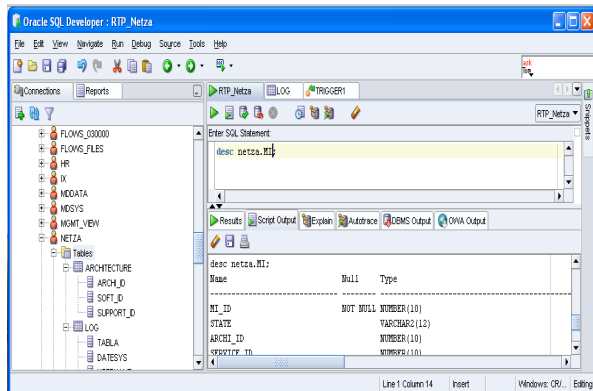 Oracle SQL Developer : RTP_Netza
File Edit View Navigate Run Debug Source Tools Help
ask
Tom
Connections Reports
RTP_Netza LOG TRIGGER1
Snippets
RTP_Netza
Enter SQL Statement:
desc netza.MI;
FLOWS_030000
FLOWS_FILES
HR
IX
MDDATA
MDSYS
MGMT_VIEW
NETZA
Tables
ARCHITECTURE
ARCHI_ID
SOFT_ID
SUPPORT_ID
LOG
TABLA
DATESYS
Results Script Output Explain Autotrace DBMS Output OWA Output
desc netza.MI;
Name Null Type
MI_ID NOT NULL NUMBER(10)
STATE VARCHAR2(12)
ARCHI_ID NUMBER(10)
SERVICE_ID NUMBER(10)
Line 1 Column 14 Insert Windows: CR/... Editing